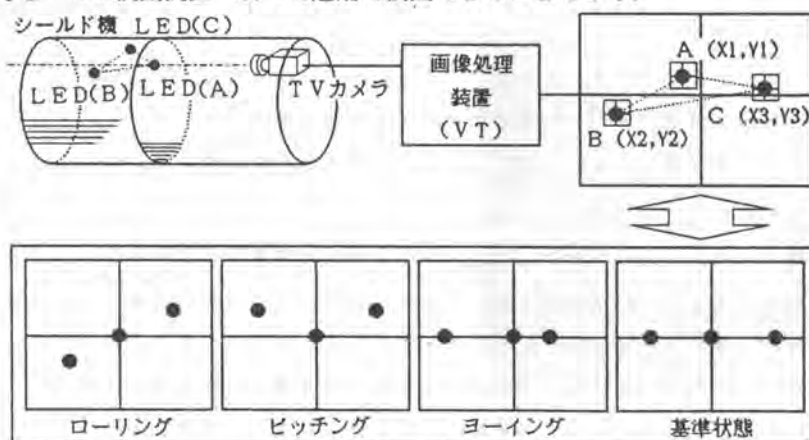 シールド機 LED(C)
LED(B) LED(A) TVカメラ
画像処理
装置
(VT)
A (X1,Y1)
B (X2,Y2) C (X3,Y3)
ローリング ピッチング ヨーイング 基準状態